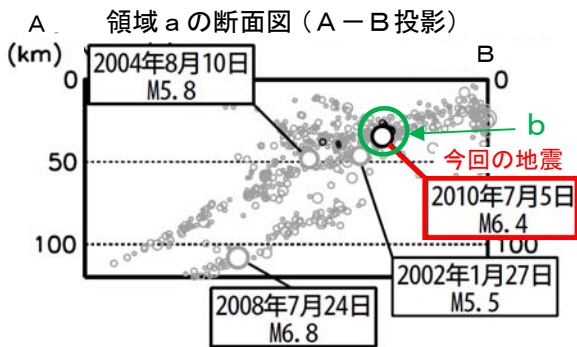 領域ａの断面図（Ａ－Ｂ投影）
A
B
(km)
0
0
2004年8月10日
M5.8
b
今回の地震
50
2010年7月5日
M6.4
100
100
2002年1月27日
M5.5
2008年7月24日
M6.8